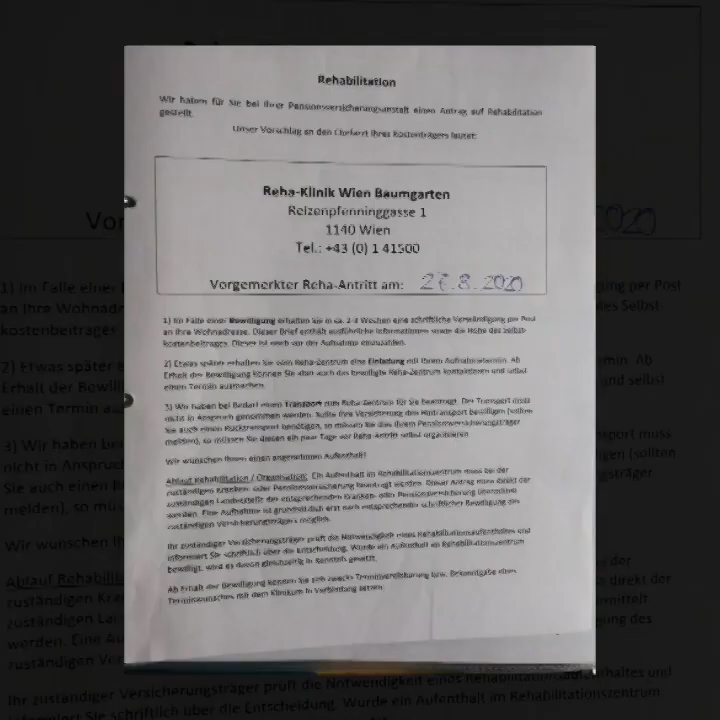 Rehabilitation
Wir haben für Sie bei Ihrer Pensionsversicherungsanstalt einen Antrag auf Rehabilitation
gestellt.
Unser Vorschlag an den Chefarzt Ihres Kostenträgers lautet:
Reha-Klinik Wien Baumgarten
Reizenpfenninggasse 1
1140 Wien
Tel.: +43 (0) 1 41500
Vorgemerkter Reha-Antritt am: 27.8.2020
1) Im Falle einer Bewilligung erhalten Sie in ca. 2-3 Wochen eine schriftliche Verständigung per Post
an Ihre Wohnadresse. Dieser Brief enthält ausführliche Informationen sowie die Höhe des Selbst-
kostenbeitrages. Dieser ist noch vor der Aufnahme einzuzahlen.
2) Etwas später erhalten Sie vom Reha-Zentrum eine Einladung mit Ihrem Aufnahmetermin. Ab
Erhalt der Bewilligung können Sie aber auch das bewilligte Reha-Zentrum kontaktieren und selbst
einen Termin ausmachen.
3) Wir haben bei Bedarf einen Transport zum Reha-Zentrum für Sie beantragt. Der Transport muss
nicht in Anspruch genommen werden. Sollte Ihre Versicherung den Hintransport bewilligen (sollten
Sie auch einen Rücktransport benötigen, so müssen Sie dies Ihrem Pensionsversicherungsträger
melden), so müssen Sie diesen ein paar Tage vor Reha-Antritt selbst organisieren.
Wir wünschen Ihnen einen angenehmen Aufenthalt!
Ablauf Rehabilitation / Organisation: Ein Aufenthalt im Rehabilitationszentrum muss bei der
zuständigen Kranken- oder Pensionsversicherung beantragt werden. Dieser Antrag muss direkt der
zuständigen Landesstelle der entsprechenden Kranken- oder Pensionsversicherung übermittelt
werden. Eine Aufnahme ist grundsätzlich erst nach entsprechender schriftlicher Bewilligung des
zuständigen Versicherungsträgers möglich.
Ihr zuständiger Versicherungsträger prüft die Notwendigkeit eines Rehabilitationsaufenthaltes und
informiert Sie schriftlich über die Entscheidung. Wurde ein Aufenthalt im Rehabilitationszentrum
bewilligt, wird es davon gleichzeitig in Kenntnis gesetzt.
Ab Erhalt der Bewilligung können Sie sich zwecks Terminvereinbarung bzw. Bekanntgabe eines
Terminwunsches mit dem Klinikum in Verbindung setzen.